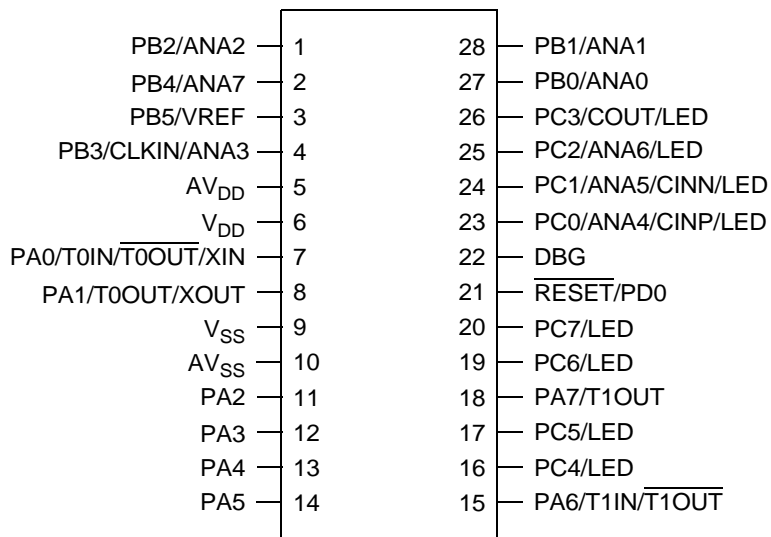 PB2/ANA2 1 28 PB1/ANA1
PB4/ANA7 2 27 PB0/ANA0
PB5/VREF 3 26 PC3/COUT/LED
PB3/CLKIN/ANA3 4 25 PC2/ANA6/LED
AVDD 5 24 PC1/ANA5/CINN/LED
VDD 6 23 PC0/ANA4/CINP/LED
PA0/T0IN/T0OUT/XIN 7 22 DBG
PA1/T0OUT/XOUT 8 21 RESET/PD0
VSS 9 20 PC7/LED
AVSS 10 19 PC6/LED
PA2 11 18 PA7/T1OUT
PA3 12 17 PC5/LED
PA4 13 16 PC4/LED
PA5 14 15 PA6/T1IN/T1OUT